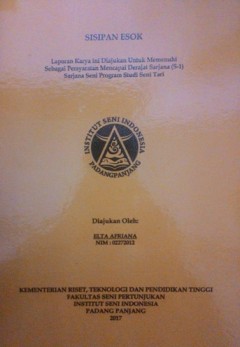 SISIPAN ESOK
Laporan Karya ini Diajukan Untuk Memenuhi
Sebagai Persyaratan Mencapai Derajat Sarjana (S-1)
Sarjana Seni Program Studi Seni Tari
INSTITUT SENI INDONESIA
PADANGPANJANG
Diajukan Oleh:
ELTA AFRIANA
NIM : 02272012
KEMENTERIAN RISET, TEKNOLOGI DAN PENDIDIKAN TINGGI
FAKULTAS SENI PERTUNJUKAN
INSTITUT SENI INDONESIA
PADANG PANJANG
2017